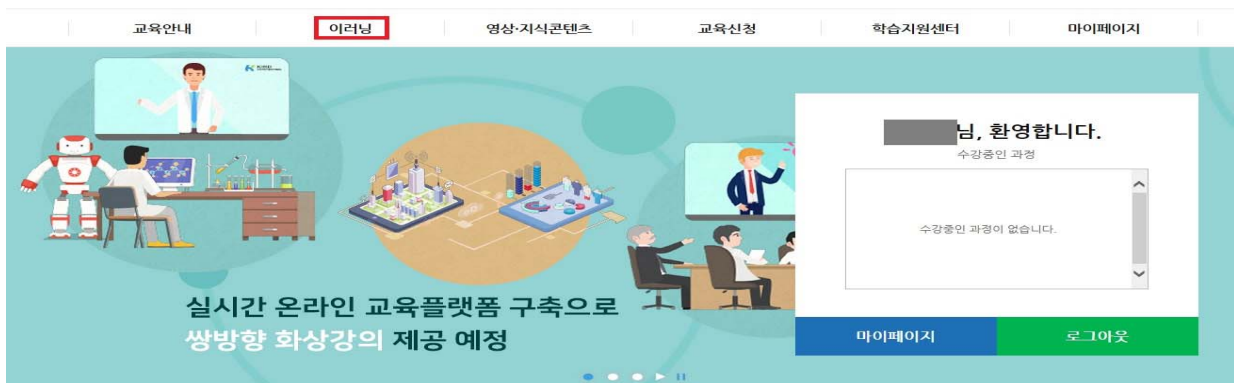 교육안내 이러닝 영상·지식콘텐츠 교육신청 학습지원센터 마이페이지
님, 환영합니다.
수강중인 과정
수강중인 과정이 없습니다.
실시간 온라인 교육플랫폼 구축으로
쌍방향 화상강의 제공 예정
마이페이지 로그아웃